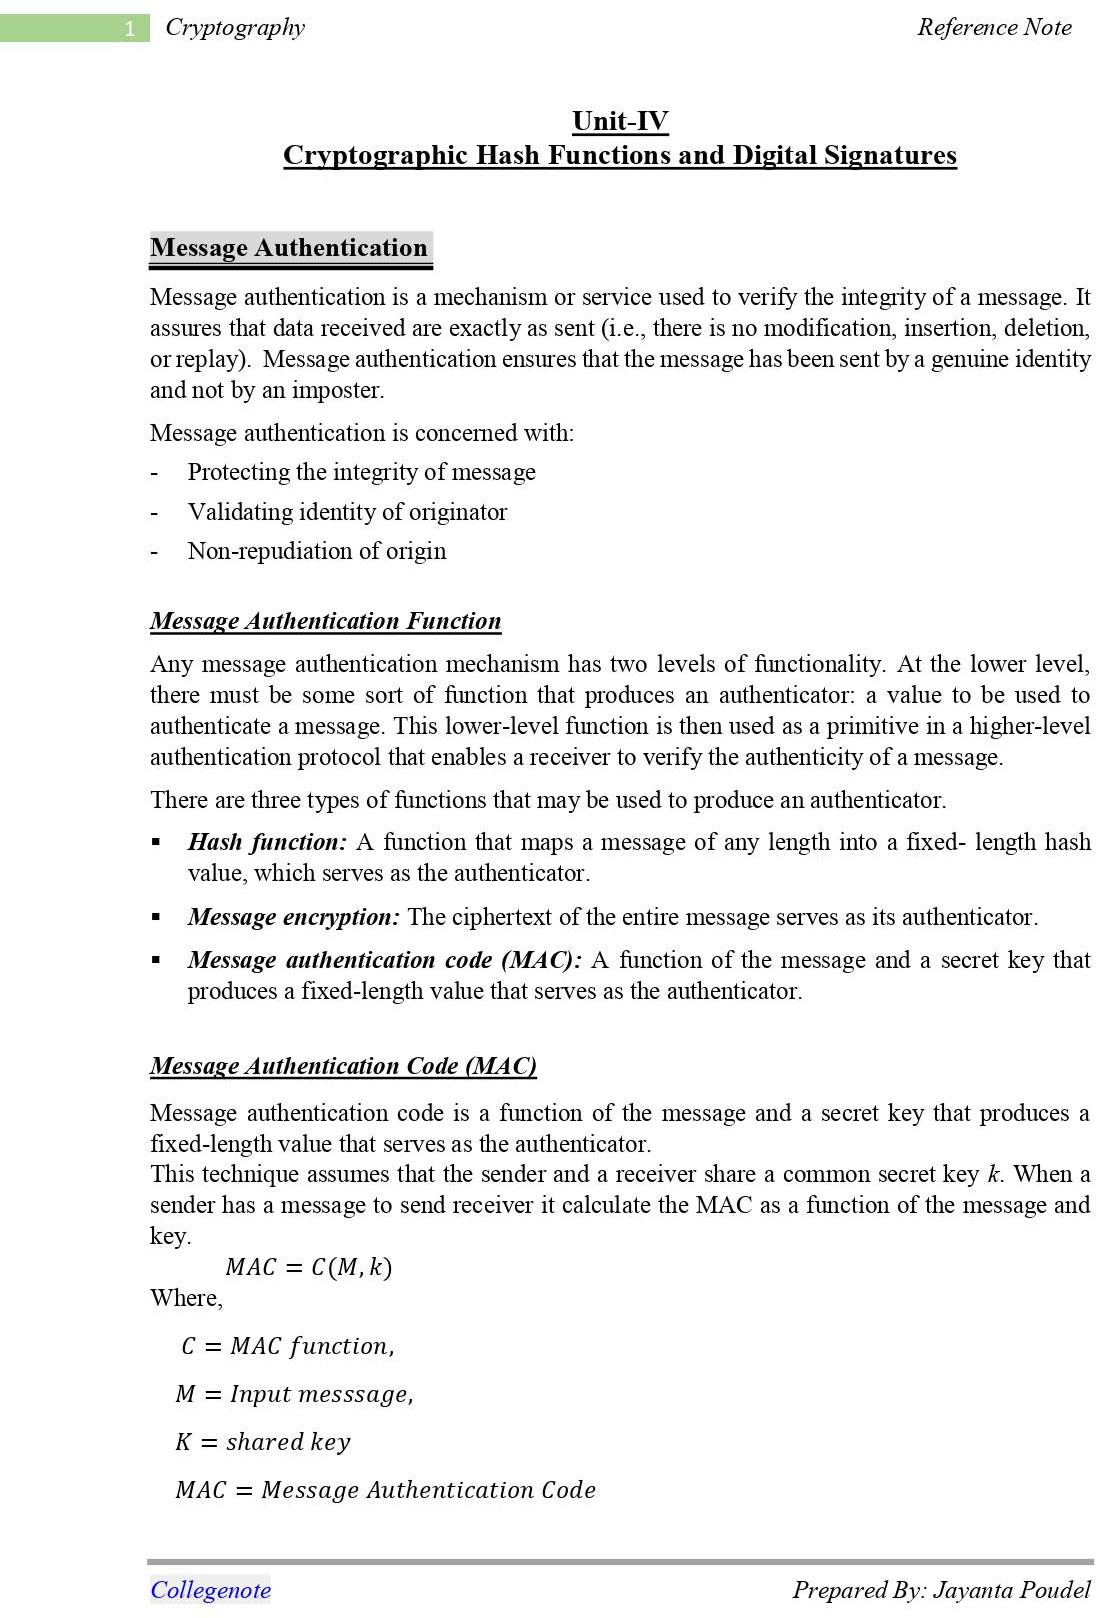 1 Cryptography Reference Note
Unit-IV
Cryptographic Hash Functions and Digital Signatures
Message Authentication
Message authentication is a mechanism or service used to verify the integrity of a message. It
assures that data received are exactly as sent (i.e., there is no modification, insertion, deletion,
or replay). Message authentication ensures that the message has been sent by a genuine identity
and not by an imposter.
Message authentication is concerned with:
- Protecting the integrity of message
- Validating identity of originator
- Non-repudiation of origin
Message Authentication Function
Any message authentication mechanism has two levels of functionality. At the lower level,
there must be some sort of function that produces an authenticator: a value to be used to
authenticate a message. This lower-level function is then used as a primitive in a higher-level
authentication protocol that enables a receiver to verify the authenticity of a message.
There are three types of functions that may be used to produce an authenticator.
▪ Hash function: A function that maps a message of any length into a fixed- length hash
value, which serves as the authenticator.
▪ Message encryption: The ciphertext of the entire message serves as its authenticator.
▪ Message authentication code (MAC): A function of the message and a secret key that
produces a fixed-length value that serves as the authenticator.
Message Authentication Code (MAC)
Message authentication code is a function of the message and a secret key that produces a
fixed-length value that serves as the authenticator.
This technique assumes that the sender and a receiver share a common secret key k. When a
sender has a message to send receiver it calculate the MAC as a function of the message and
key.
MAC = C(M, k)
Where,
C = MAC function,
M = Input messsage,
K = shared key
MAC = Message Authentication Code
Collegenote Prepared By: Jayanta Poudel